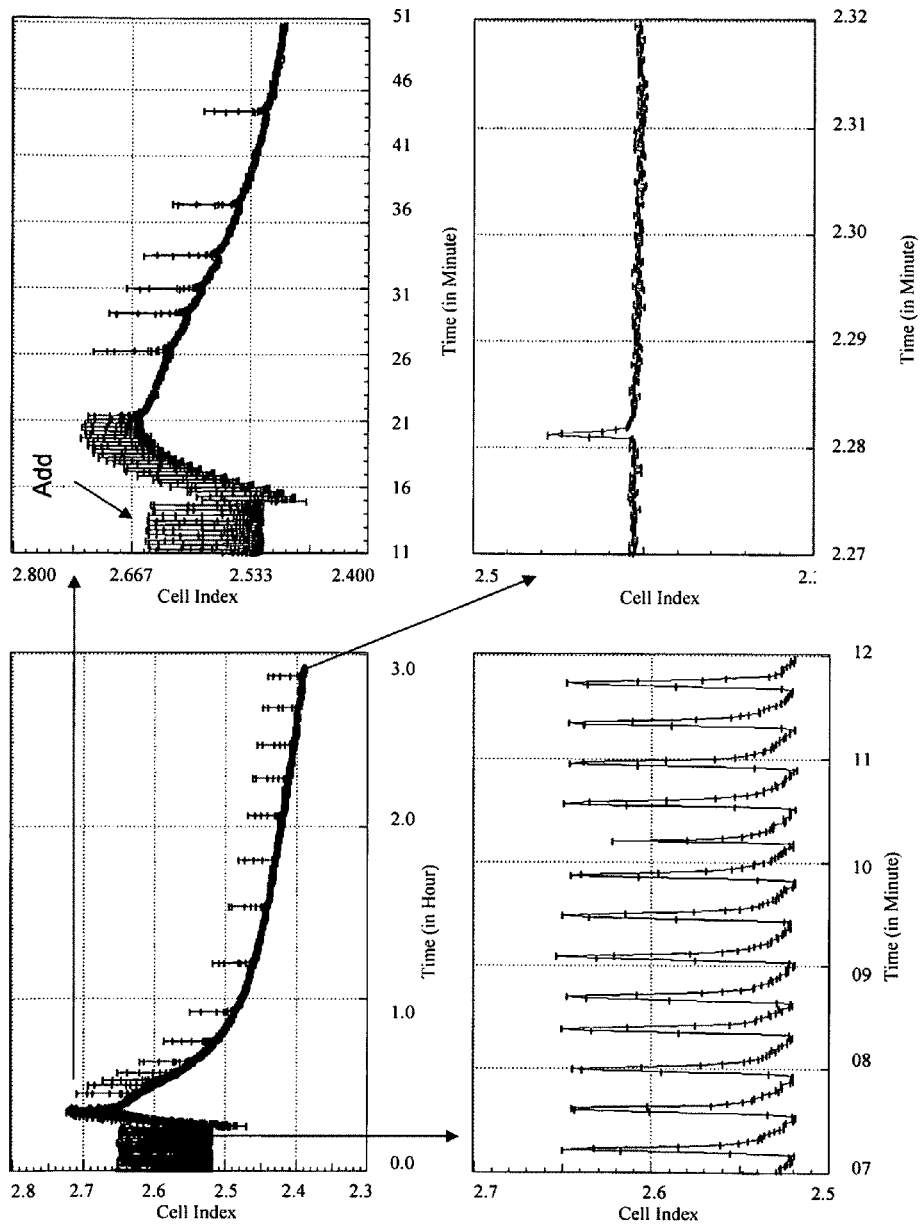 51
46
41
36
31
26
21
16
11
Time (in Minute)
Add
2.800 2.667 2.533 2.400
Cell Index
2.32
2.31
2.30
2.29
2.28
2.27
Time (in Minute)
2.5 2.:
Cell Index
3.0
2.0
1.0
0.0
Time (in Hour)
2.8 2.7 2.6 2.5 2.4 2.3
Cell Index
12
11
10
09
08
07
Time (in Minute)
2.7 2.6 2.5
Cell Index